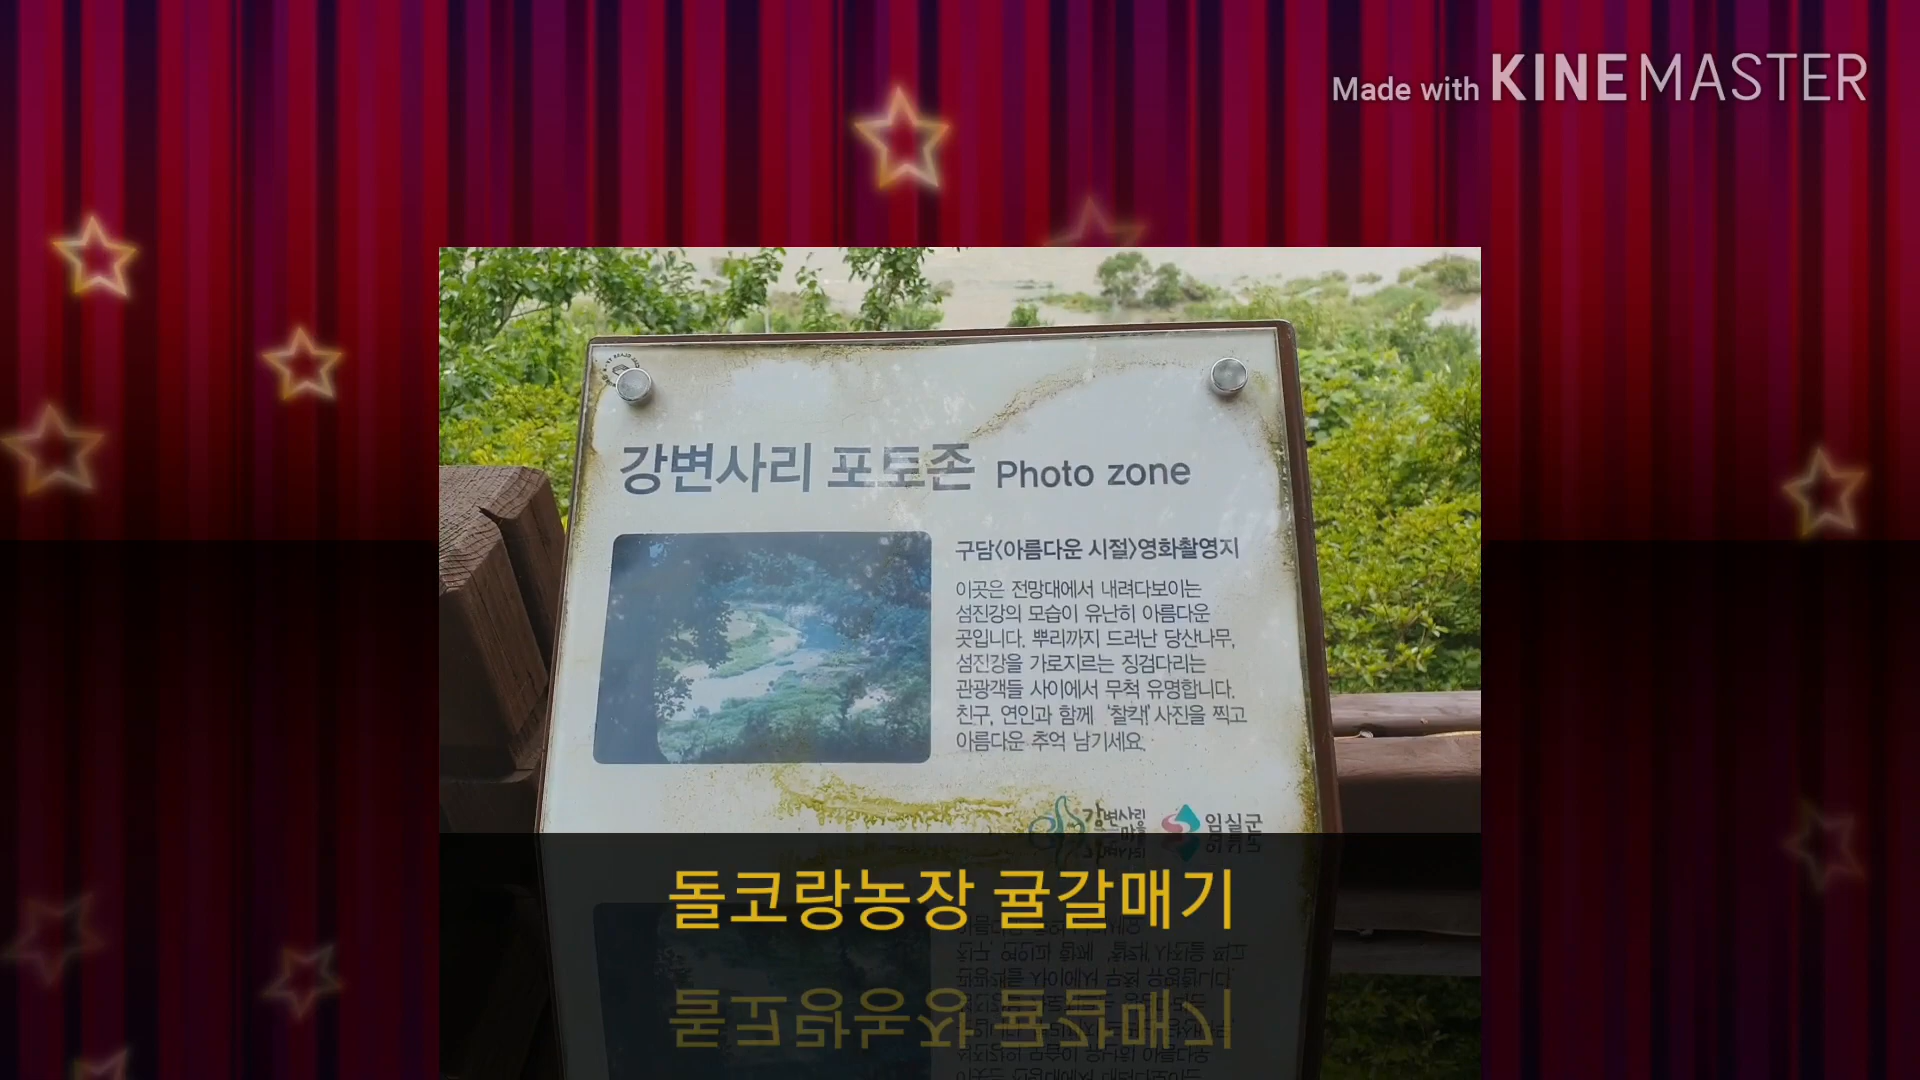 Made with KINEMASTER
강변사리 포토존 Photo zone
구담<아름다운 시절>영화촬영지
이곳은 전망대에서 내려다보이는
섬진강의 모습이 유난히 아름다운
곳입니다. 뿌리까지 드러난 당산나무,
섬진강을 가로지르는 징검다리는
관광객들 사이에서 무척 유명합니다.
친구, 연인과 함께 '찰칵!' 사진을 찍고
아름다운 추억 남기세요.
강변사리
마을
임실군
돌코랑농장 귤갈매기